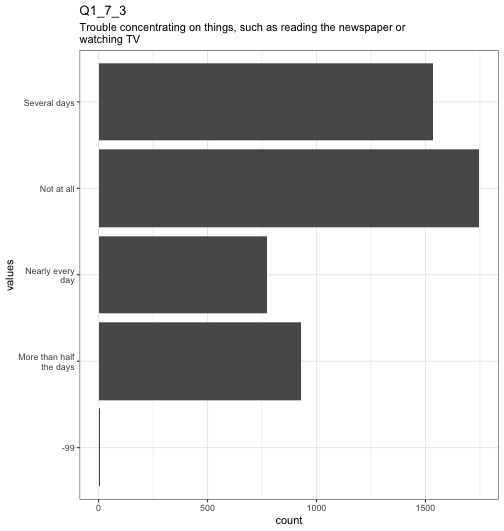 Q1_7_3
Trouble concentrating on things, such as reading the newspaper or
watching TV
Several days
Not at all
Nearly every
day
More than half
the days
-99
values
0
500
1000
1500
count